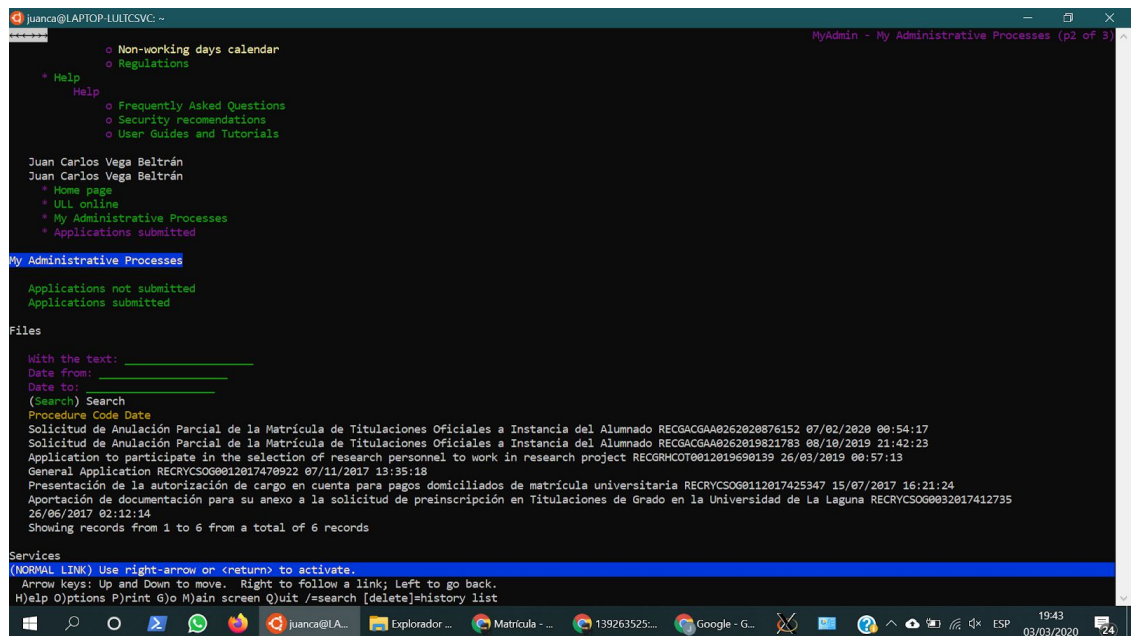 juanca@LAPTOP-LULTCSVC: ~
<--<-->-->
MyAdmin - My Administrative Processes (p2 of 3)
o Non-working days calendar
o Regulations
* Help
Help
o Frequently Asked Questions
o Security recomendations
o User Guides and Tutorials
Juan Carlos Vega Beltrán
Juan Carlos Vega Beltrán
* Home page
* ULL online
* My Administrative Processes
* Applications submitted
My Administrative Processes
Applications not submitted
Applications submitted
Files
With the text: ____________________
Date from: ____________________
Date to: ____________________
(Search) Search
Procedure Code Date
Solicitud de Anulación Parcial de la Matrícula de Titulaciones Oficiales a Instancia del Alumnado RECGACGAA0262020876152 07/02/2020 00:54:17
Solicitud de Anulación Parcial de la Matrícula de Titulaciones Oficiales a Instancia del Alumnado RECGACGAA0262019821783 08/10/2019 21:42:23
Application to participate in the selection of research personnel to work in research project RECGRHCOT0012019690139 26/03/2019 00:57:13
General Application RECRYCSOG0012017470922 07/11/2017 13:35:18
Presentación de la autorización de cargo en cuenta para pagos domiciliados de matrícula universitaria RECRYCSOG0112017425347 15/07/2017 16:21:24
Aportación de documentación para su anexo a la solicitud de preinscripción en Titulaciones de Grado en la Universidad de La Laguna RECRYCSOG0032017412735
26/06/2017 02:12:14
Showing records from 1 to 6 from a total of 6 records
Services
(NORMAL LINK) Use right-arrow or <return> to activate.
Arrow keys: Up and Down to move. Right to follow a link; Left to go back.
H)elp O)ptions P)rint G)o M)ain screen Q)uit /=search [delete]=history list
juanca@LA... Explorador ... Matrícula - ... 139263525:... Google - G... ESP 19:43
03/03/2020 24